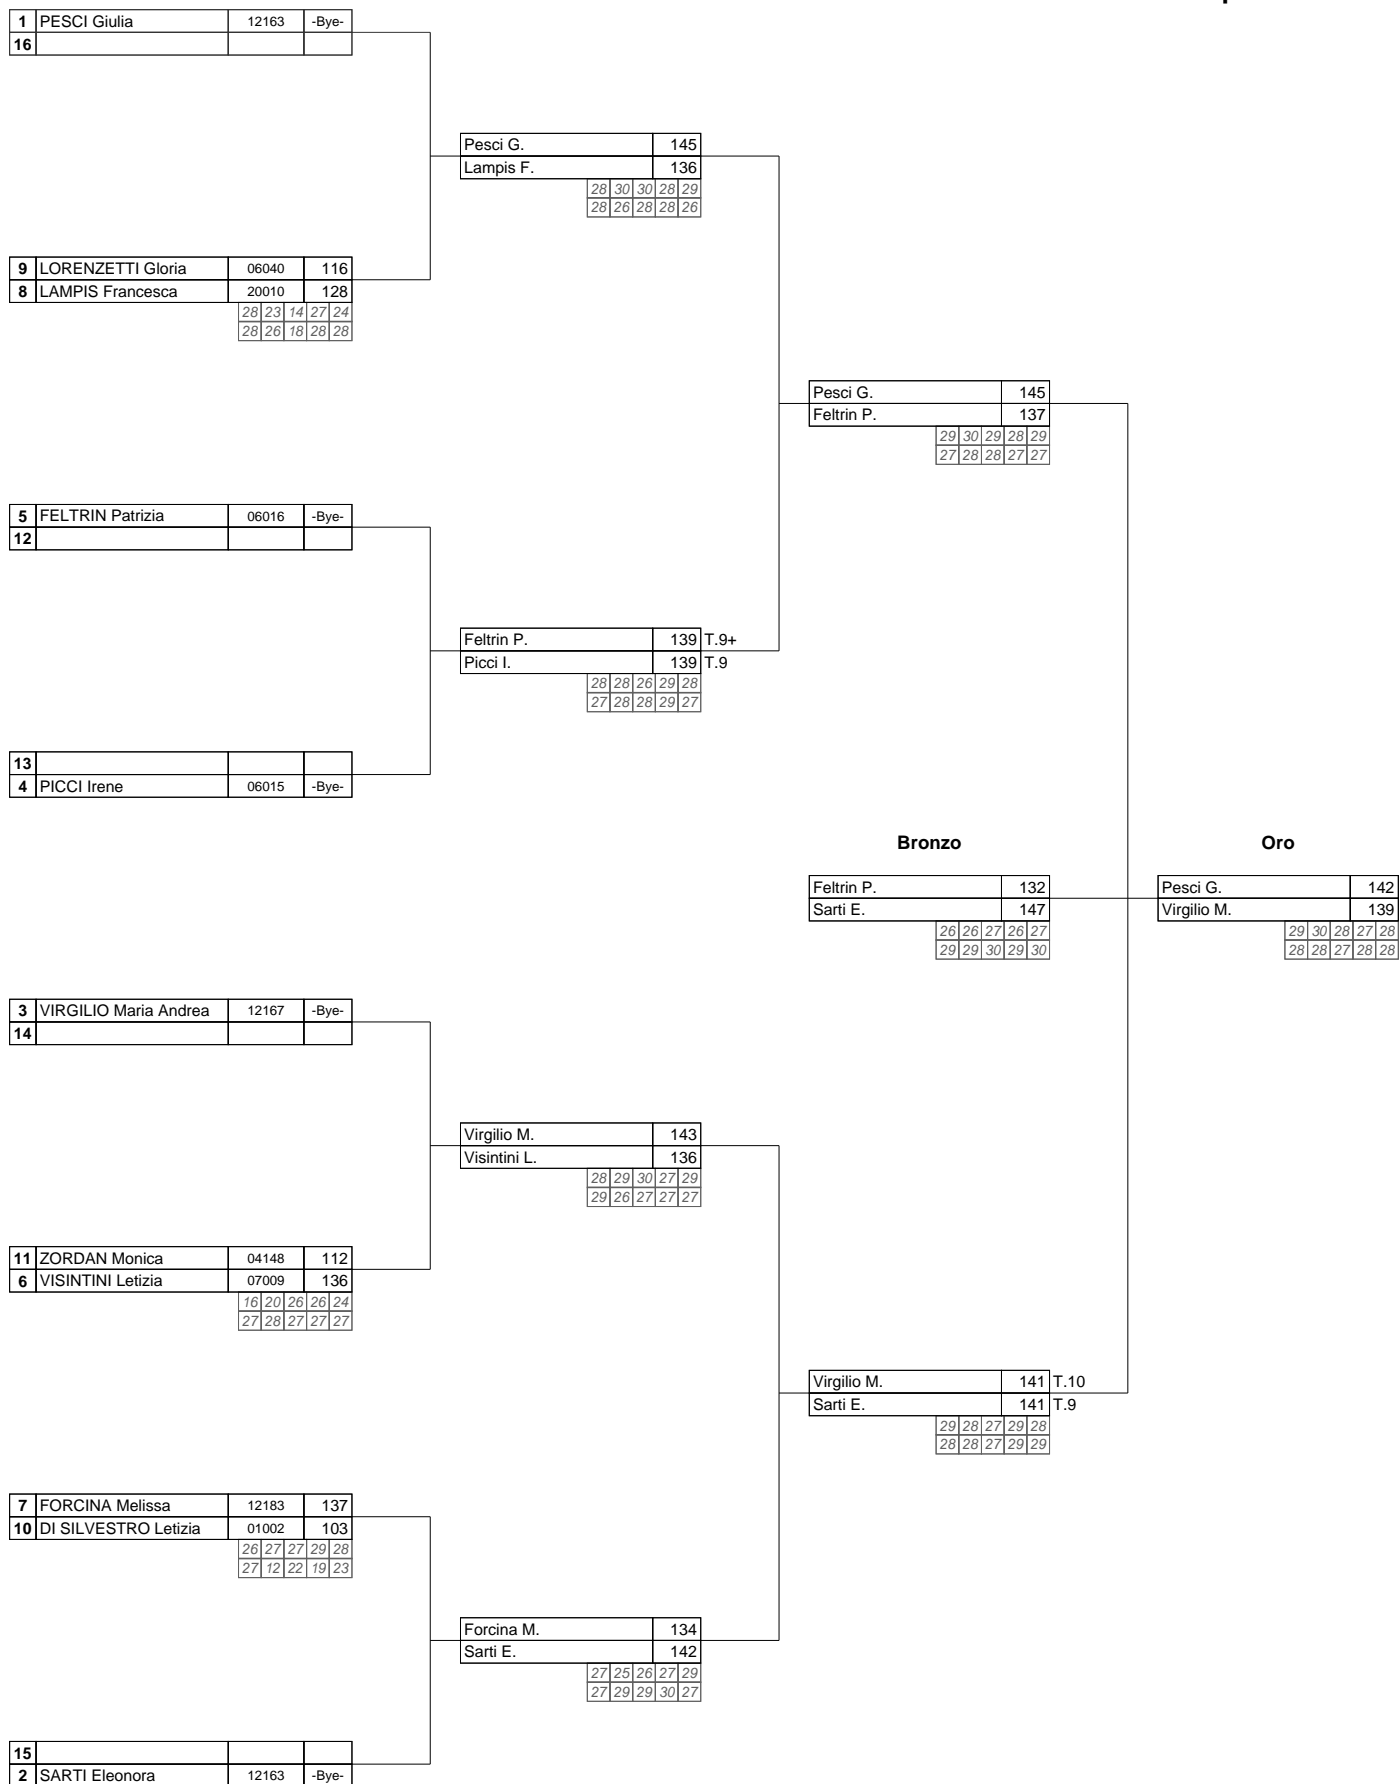 1 PESCI Giulia 12163 -Bye-
16
Pesci G. 145
Lampis F. 136
28 30 30 28 29
28 26 28 28 26
9 LORENZETTI Gloria 06040 116
8 LAMPIS Francesca 20010 128
28 23 14 27 24
28 26 18 28 28
Pesci G. 145
Feltrin P. 137
29 30 29 28 29
27 28 28 27 27
5 FELTRIN Patrizia 06016 -Bye-
12
Feltrin P. 139 T.9+
Picci I. 139 T.9
28 28 26 29 28
27 28 28 29 27
13
4 PICCI Irene 06015 -Bye-
Bronzo Oro
Feltrin P. 132 Pesci G. 142
Sarti E. 147 Virgilio M. 139
26 26 27 26 27 29 30 28 27 28
29 29 30 29 30 28 28 27 28 28
3 VIRGILIO Maria Andrea 12167 -Bye-
14
Virgilio M. 143
Visintini L. 136
28 29 30 27 29
29 26 27 27 27
11 ZORDAN Monica 04148 112
6 VISINTINI Letizia 07009 136
16 20 26 26 24
27 28 27 27 27
Virgilio M. 141 T.10
Sarti E. 141 T.9
29 28 27 29 28
28 28 27 29 29
7 FORCINA Melissa 12183 137
10 DI SILVESTRO Letizia 01002 103
26 27 27 29 28
27 12 22 19 23
Forcina M. 134
Sarti E. 142
27 25 26 27 29
27 29 29 30 27
15
2 SARTI Eleonora 12163 -Bye-